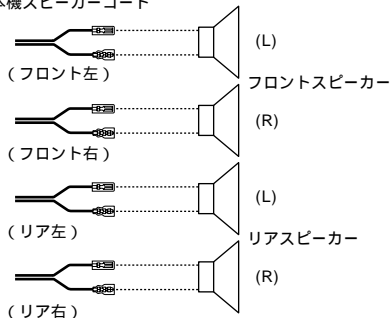 本機スピーカーコード
(L)
(フロント左)
フロントスピーカー
(R)
(フロント右)
(L)
(リア左)
リアスピーカー
(R)
(リア右)